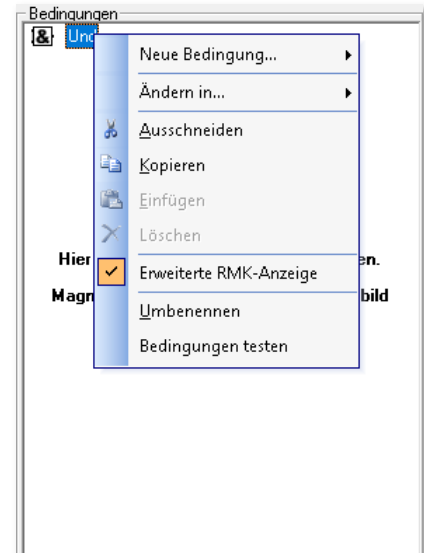 Bedingungen
& Und
Neue Bedingung...
Ändern in...
Ausschneiden
Kopieren
Einfügen
Löschen
Hier en.
Erweiterte RMK-Anzeige
Magn bild
Umbenennen
Bedingungen testen